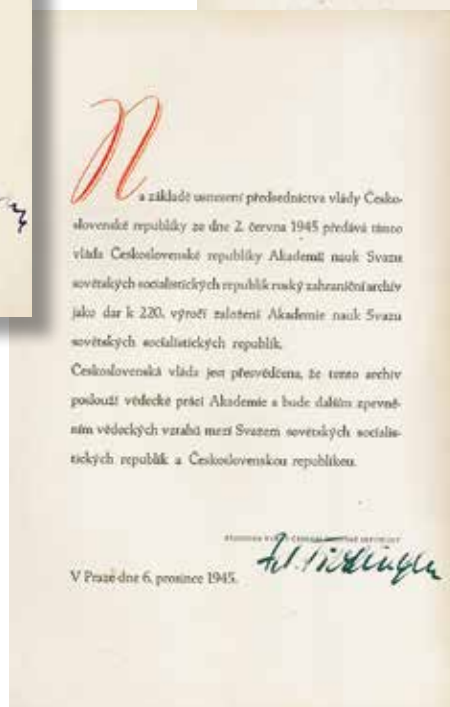 Na základě usnesení předsednictva vlády Česko-
slovenské republiky ze dne 2. června 1945 předává tímto
vláda Československé republiky Akademii nauk Svazu
sovětských socialistických republik ruský zahraniční archiv
jako dar k 220. výročí založení Akademie nauk Svazu
sovětských socialistických republik.
Československá vláda jest přesvědčena, že tento archiv
poslouží vědecké práci Akademie a bude dalším zpevně-
ním vědeckých vztahů mezi Svazem sovětských socialis-
tických republik a Československou republikou.
V Praze dne 6. prosince 1945.